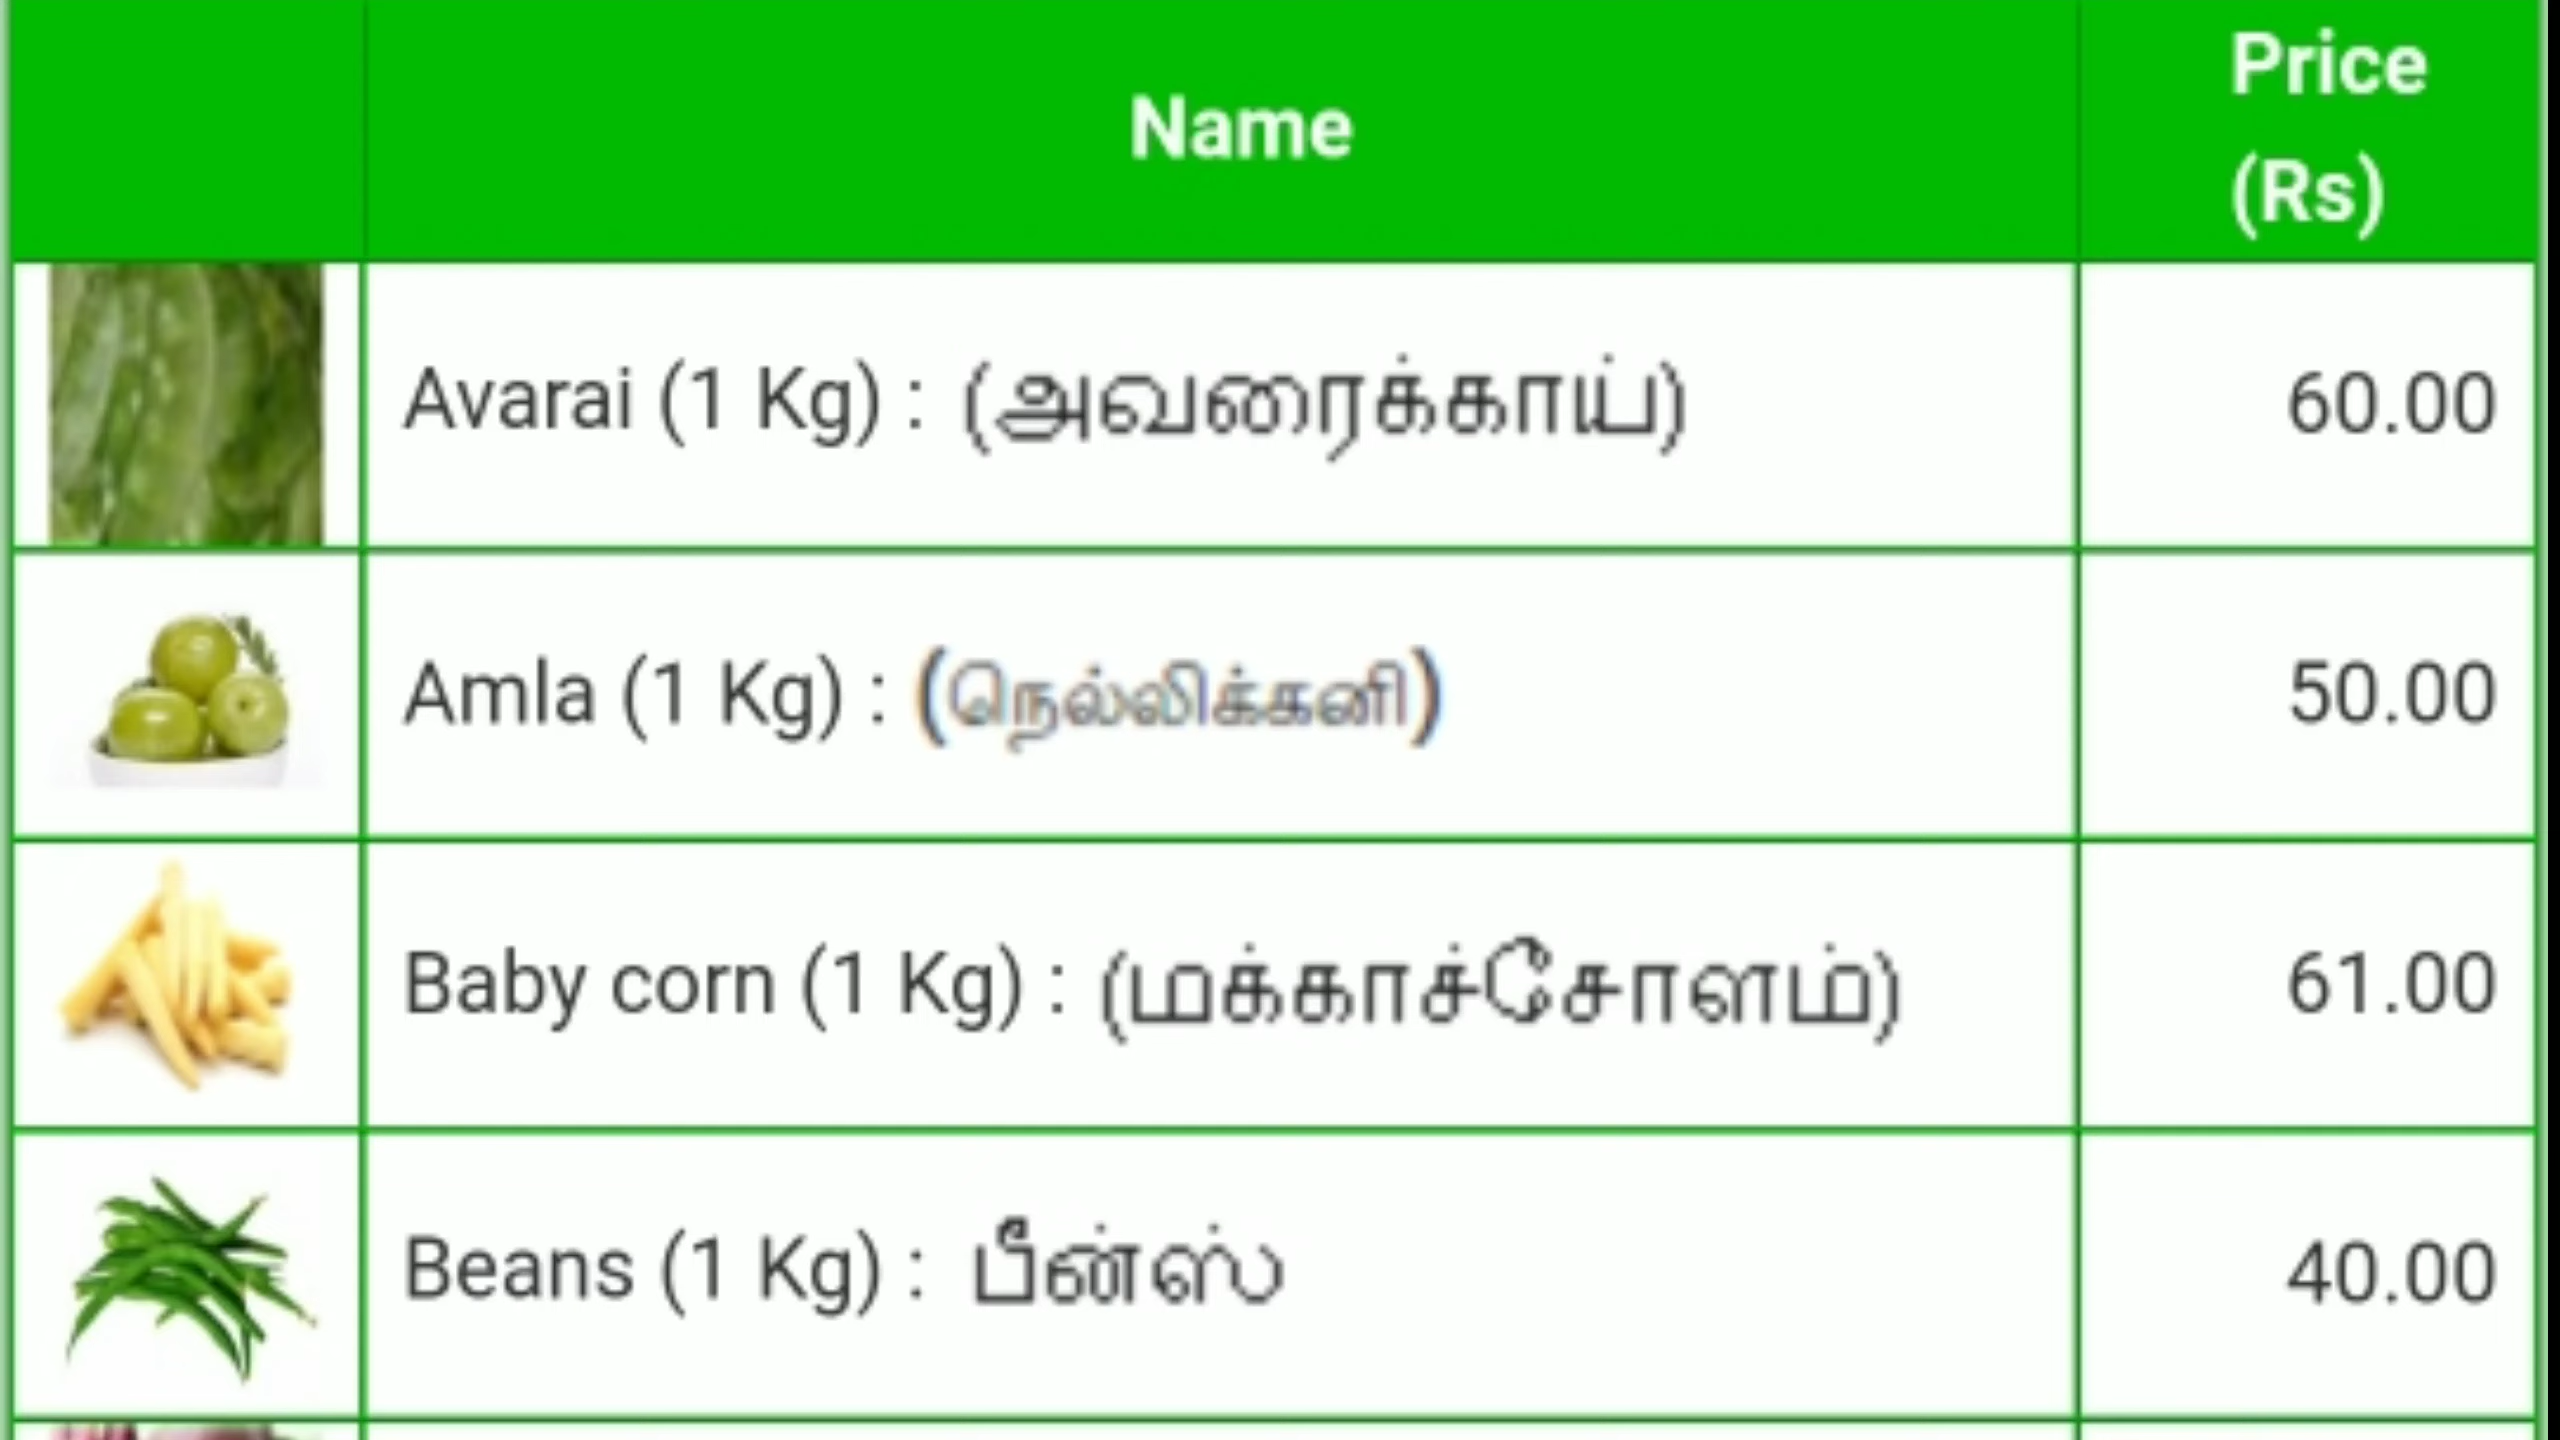 Name
Price
(Rs)
Avarai (1 Kg) : (அவரைக்காய்) 60.00
Amla (1 Kg) : (நெல்லிக்கனி) 50.00
Baby corn (1 Kg) : (மக்காச்சோளம்) 61.00
Beans (1 Kg) : பீன்ஸ் 40.00